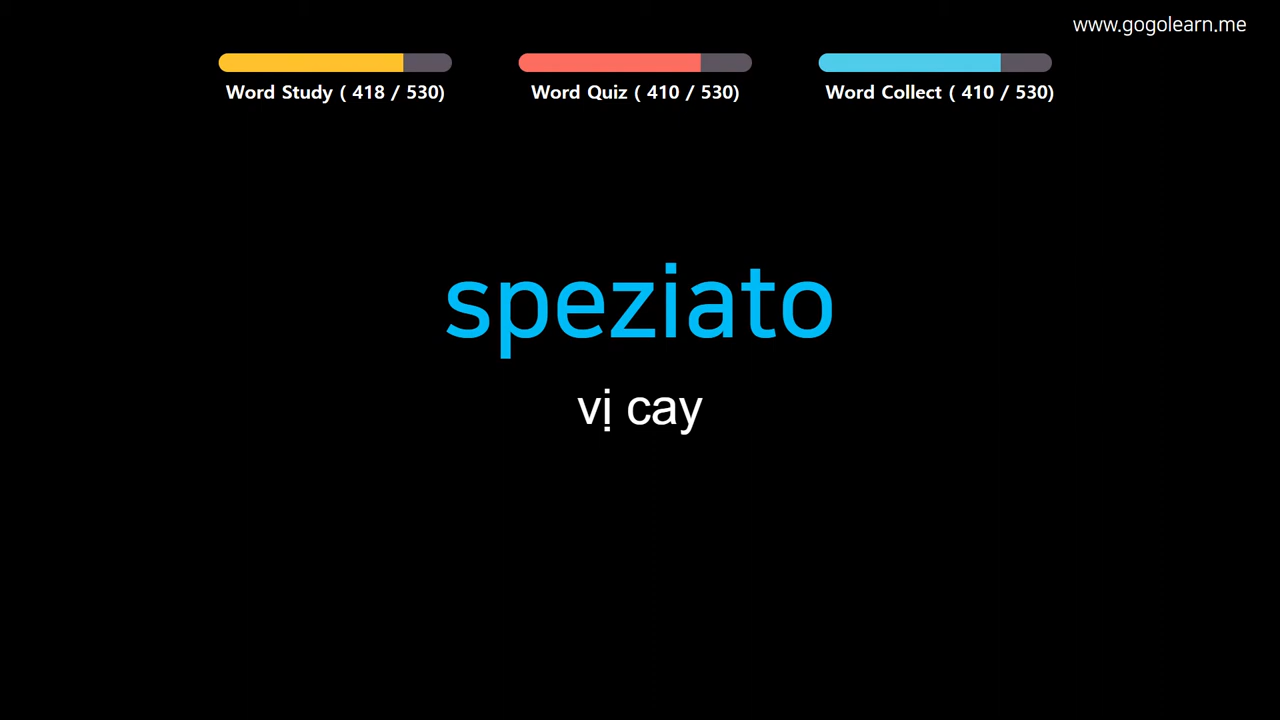 www.gogolearn.me
Word Study ( 418 / 530)
Word Quiz ( 410 / 530)
Word Collect ( 410 / 530)
speziato
vị cay